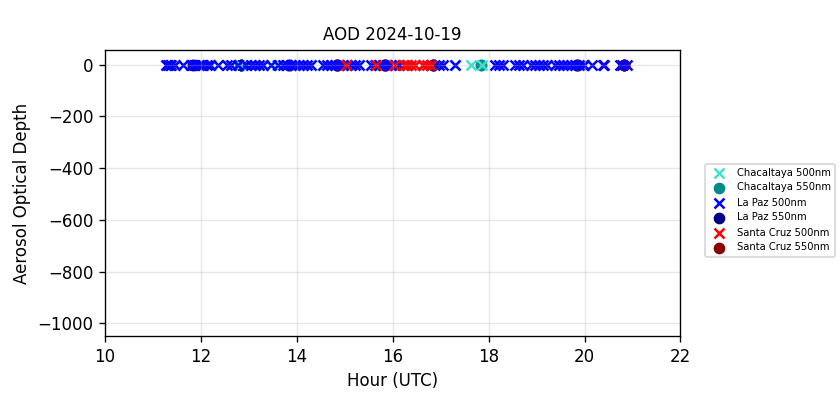 AOD 2024-10-19
Aerosol Optical Depth
0
−200
−400
−600
−800
−1000
10 12 14 16 18 20 22
Hour (UTC)
Chacaltaya 500nm
Chacaltaya 550nm
La Paz 500nm
La Paz 550nm
Santa Cruz 500nm
Santa Cruz 550nm